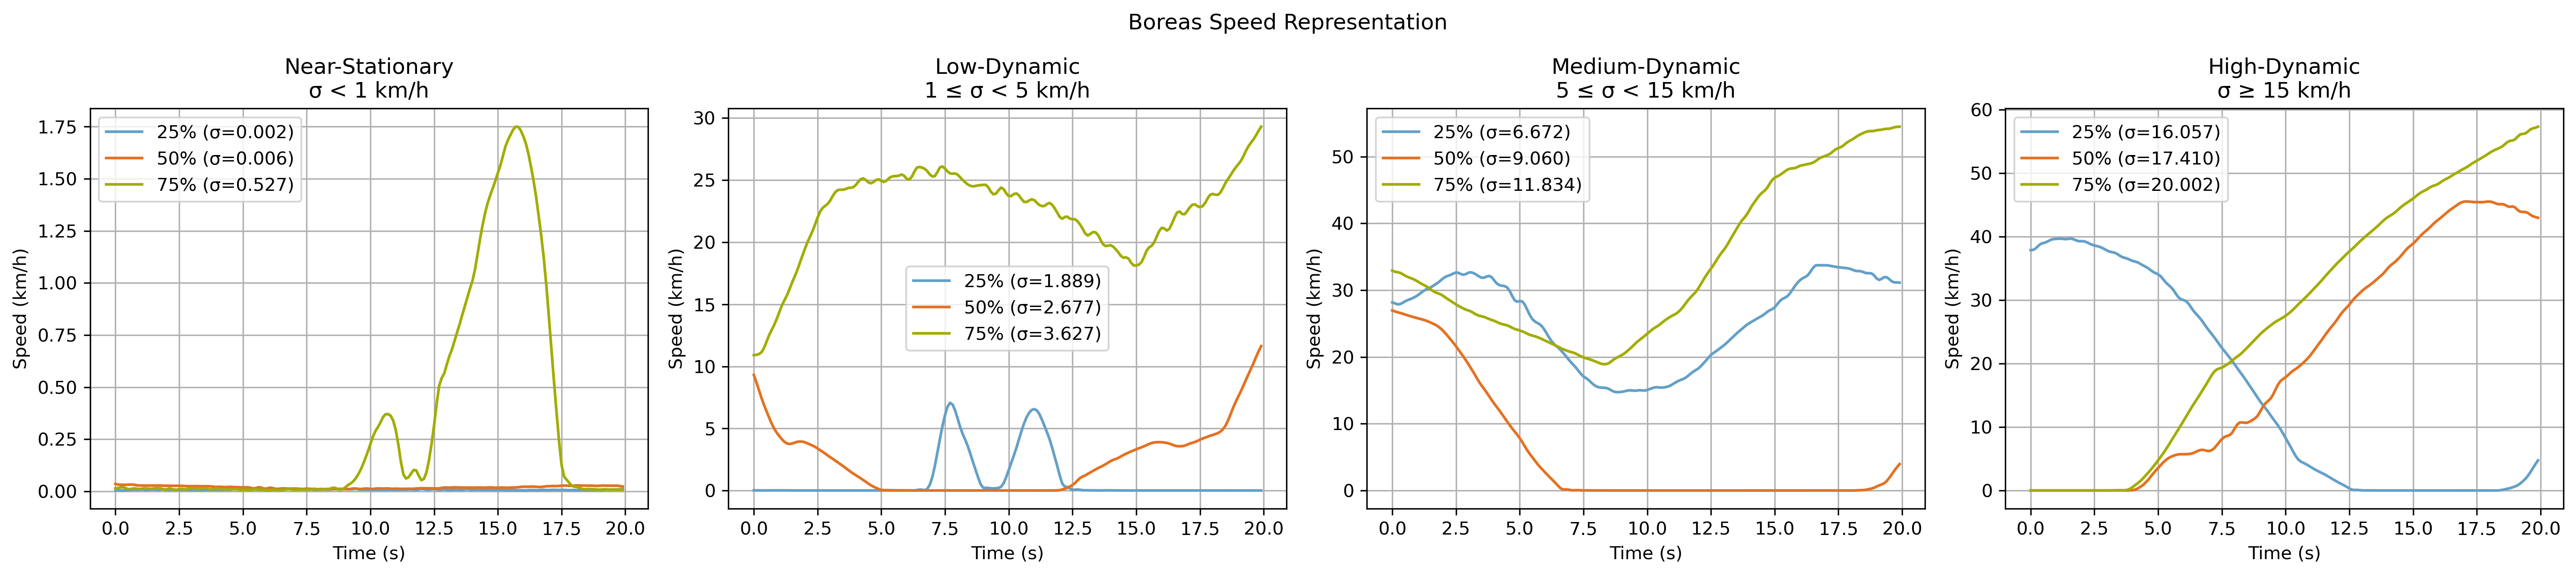 Boreas Speed Representation
Near-Stationary
σ < 1 km/h
1.75
1.50
1.25
1.00
0.75
0.50
0.25
0.00
Speed (km/h)
25% (σ=0.002)
50% (σ=0.006)
75% (σ=0.527)
0.0 2.5 5.0 7.5 10.0 12.5 15.0 17.5 20.0
Time (s)
Low-Dynamic
1 ≤ σ < 5 km/h
30
25
20
15
10
5
0
Speed (km/h)
25% (σ=1.889)
50% (σ=2.677)
75% (σ=3.627)
0.0 2.5 5.0 7.5 10.0 12.5 15.0 17.5 20.0
Time (s)
Medium-Dynamic
5 ≤ σ < 15 km/h
50
40
30
20
10
0
Speed (km/h)
25% (σ=6.672)
50% (σ=9.060)
75% (σ=11.834)
0.0 2.5 5.0 7.5 10.0 12.5 15.0 17.5 20.0
Time (s)
High-Dynamic
σ ≥ 15 km/h
60
50
40
30
20
10
0
Speed (km/h)
25% (σ=16.057)
50% (σ=17.410)
75% (σ=20.002)
0.0 2.5 5.0 7.5 10.0 12.5 15.0 17.5 20.0
Time (s)